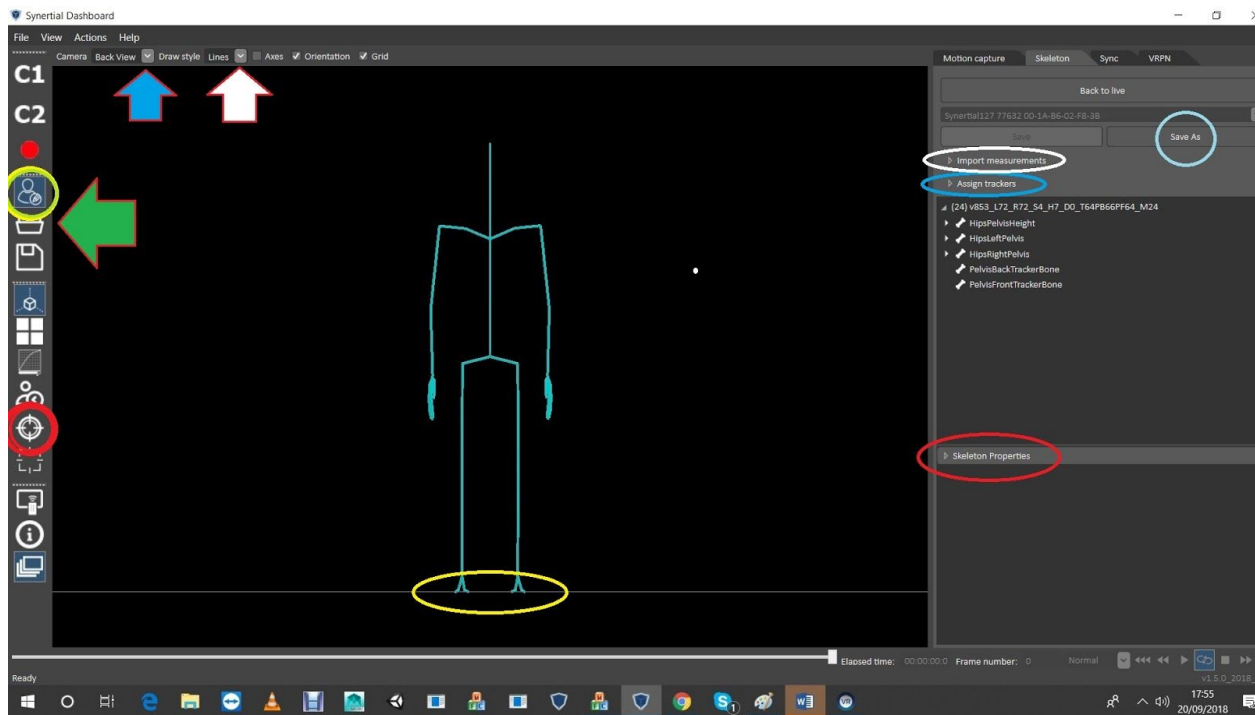 Synertial Dashboard
File View Actions Help
Camera Back View Draw style Lines Axes Orientation Grid
C1
C2
Motion capture Skeleton Sync VRPN
Back to live
Synertial127 77632 00-1A-B6-02-F8-3B
Save Save As
Import measurements
Assign trackers
(24) v853_L72_R72_S4_H7_D0_T64PB66PF64_M24
HipsPelvisHeight
HipsLeftPelvis
HipsRightPelvis
PelvisBackTrackerBone
PelvisFrontTrackerBone
Skeleton Properties
Elapsed time: 00:00:00:0 Frame number: 0 Normal
Ready v1.5.0_2018_
17:55
20/09/2018